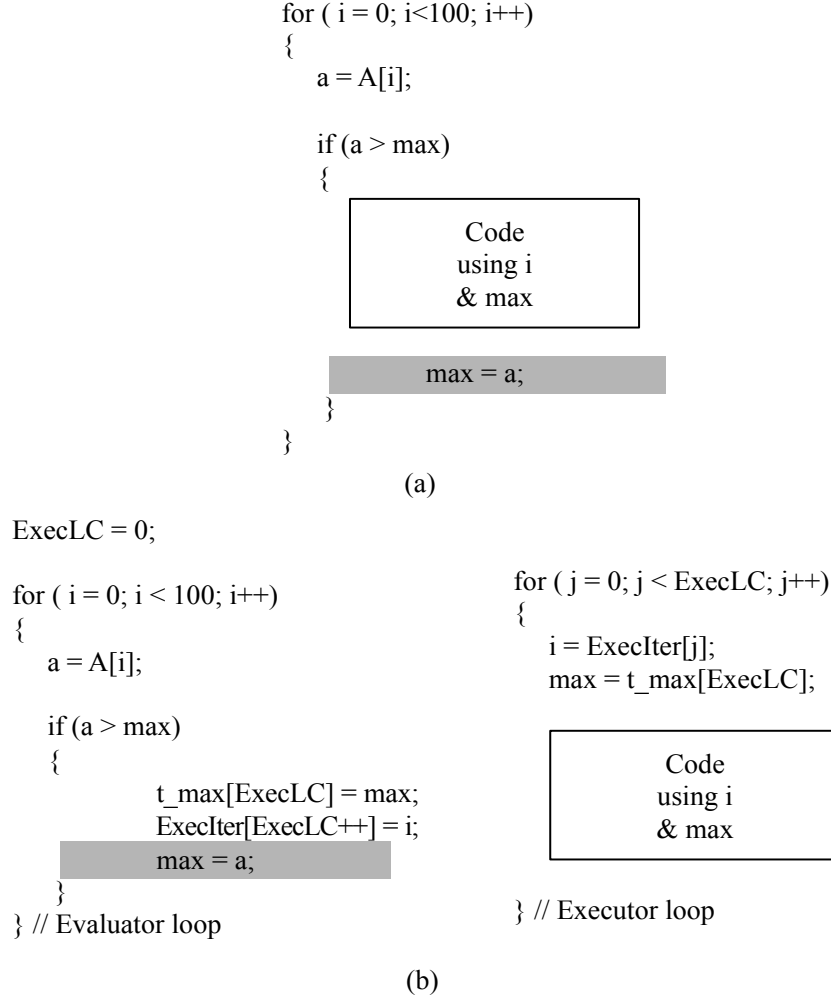 for ( i = 0; i<100; i++)
{
a = A[i];
if (a > max)
{
Code
using i
& max
max = a;
}
}
(a)
ExecLC = 0;
for ( i = 0; i < 100; i++)
{
a = A[i];
if (a > max)
{
t_max[ExecLC] = max;
ExecIter[ExecLC++] = i;
max = a;
}
} // Evaluator loop
for ( j = 0; j < ExecLC; j++)
{
i = ExecIter[j];
max = t_max[ExecLC];
Code
using i
& max
} // Executor loop
(b)